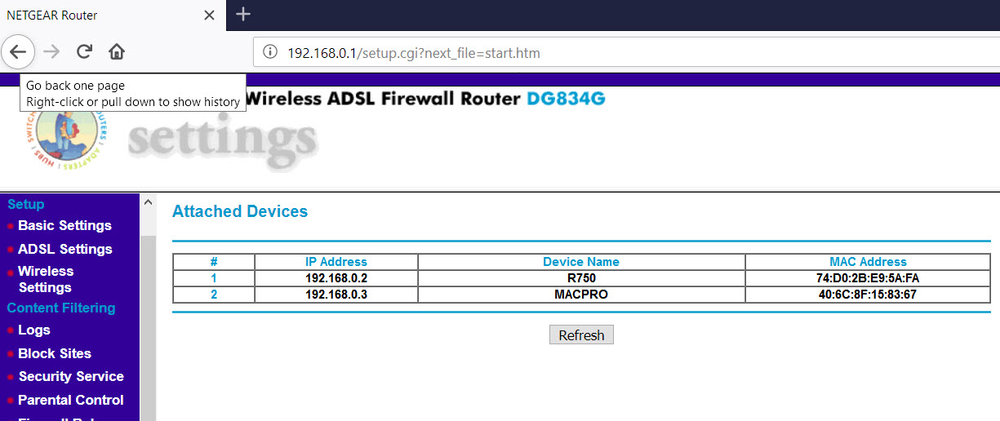 NETGEAR Router
192.168.0.1/setup.cgi?next_file=start.htm
Go back one page
Right-click or pull down to show history
Wireless ADSL Firewall Router DG834G
settings
SWITCH
ROUTERS | ADAPTERS | HUBS |
Setup
Basic Settings
ADSL Settings
Wireless
Settings
Content Filtering
Logs
Block Sites
Security Service
Parental Control
Attached Devices
# IP Address Device Name MAC Address
1 192.168.0.2 R750 74:D0:2B:E9:5A:FA
2 192.168.0.3 MACPRO 40:6C:8F:15:83:67
Refresh